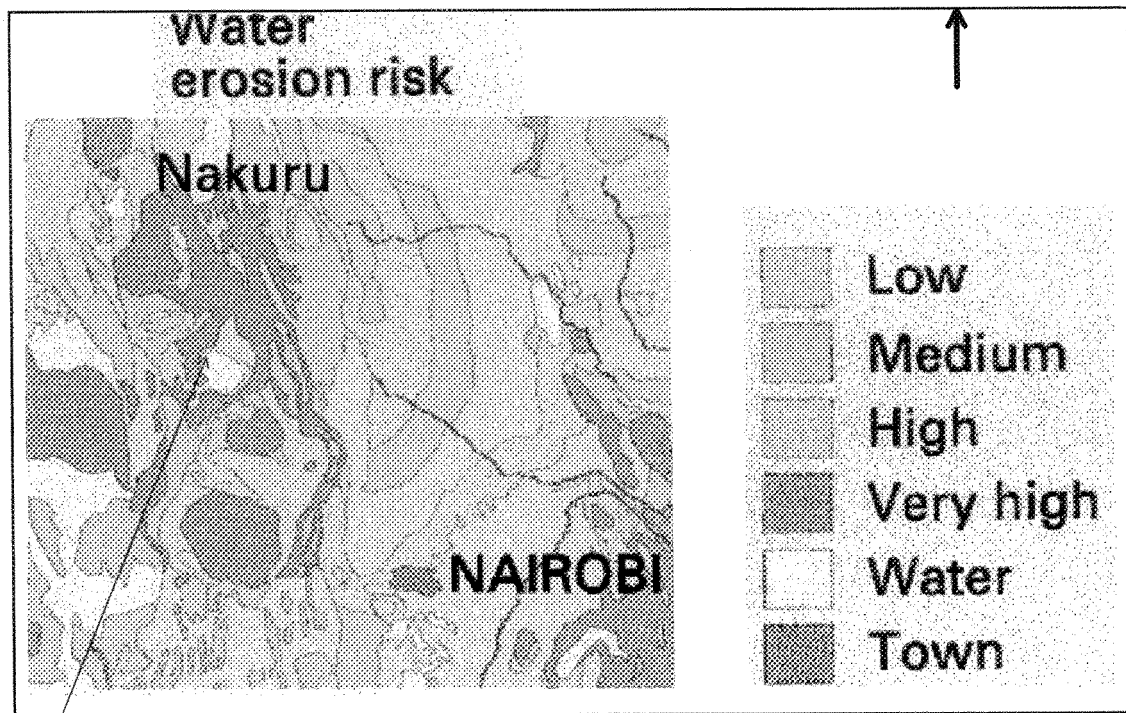 Water
erosion risk
Nakuru
NAIROBI
Low
Medium
High
Very high
Water
Town